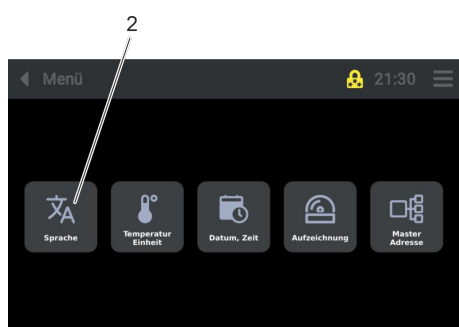 2
Menü
21:30
Sprache
Temperatur
Einheit
Datum, Zeit
Aufzeichnung
Master
Adresse